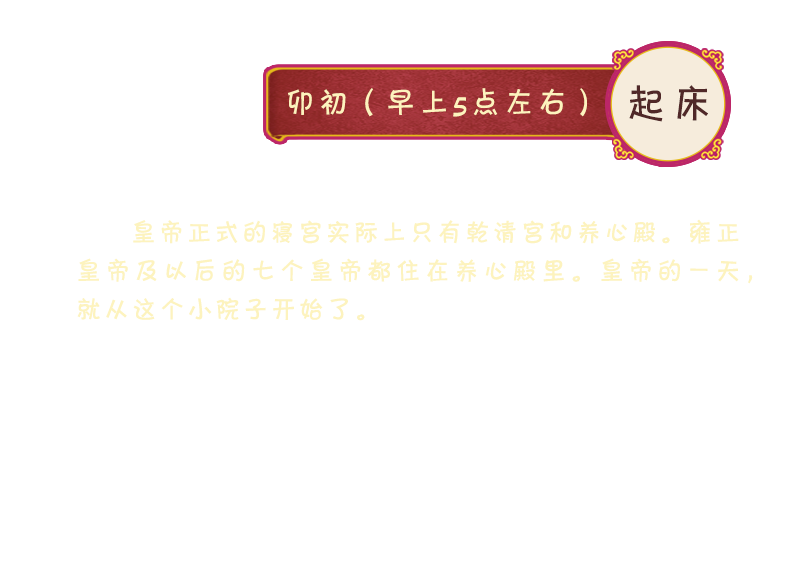 卯初（早上5点左右）
起床
皇帝正式的寝宫实际上只有乾清宫和养心殿。雍正
皇帝及以后的七个皇帝都住在养心殿里。皇帝的一天，
就从这个小院子开始了。